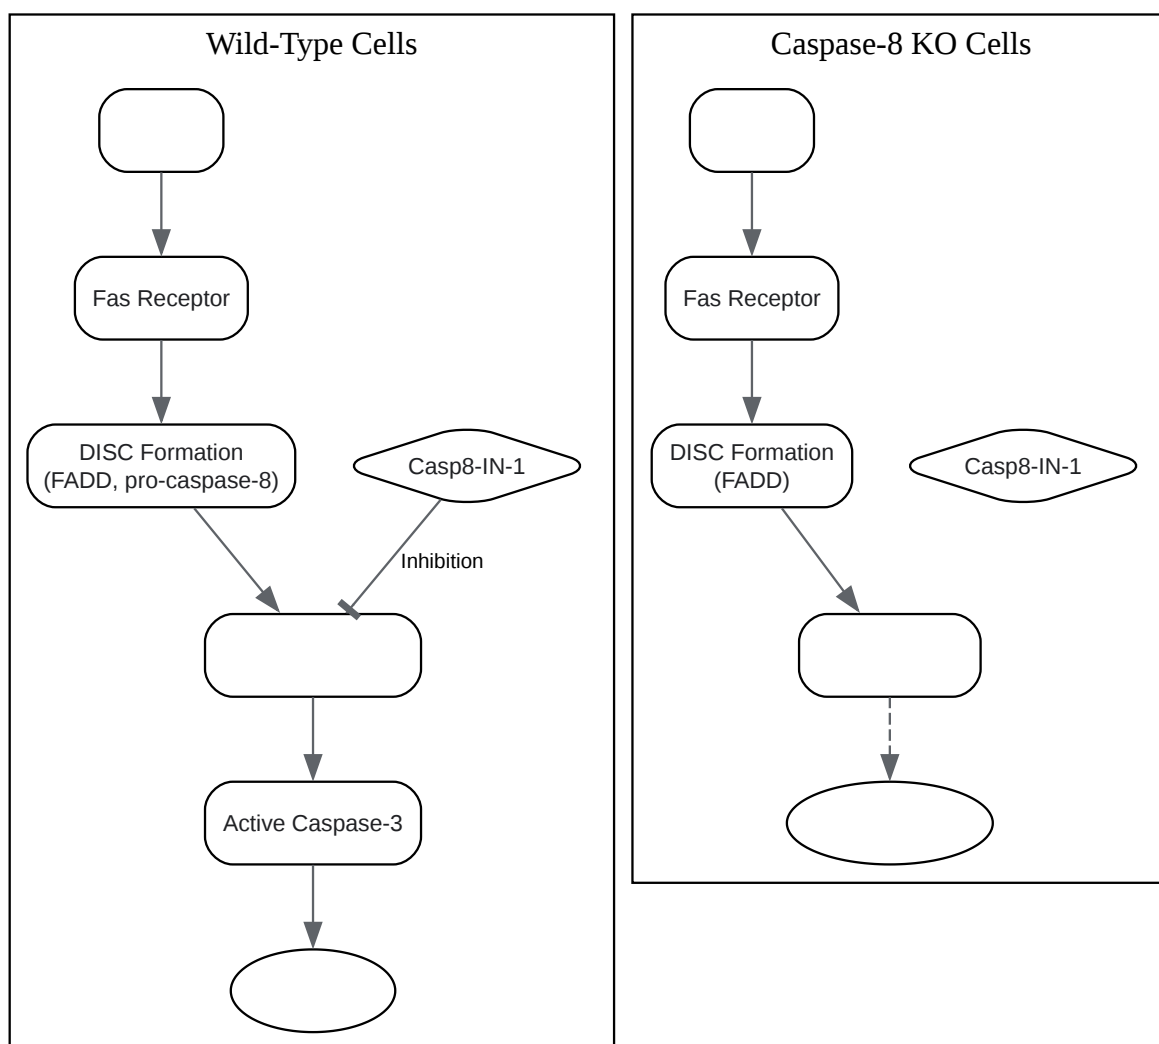 Wild-Type Cells
Fas Receptor
DISC Formation
(FADD, pro-caspase-8)
Casp8-IN-1
Inhibition
Active Caspase-3
Caspase-8 KO Cells
Fas Receptor
DISC Formation
(FADD)
Casp8-IN-1